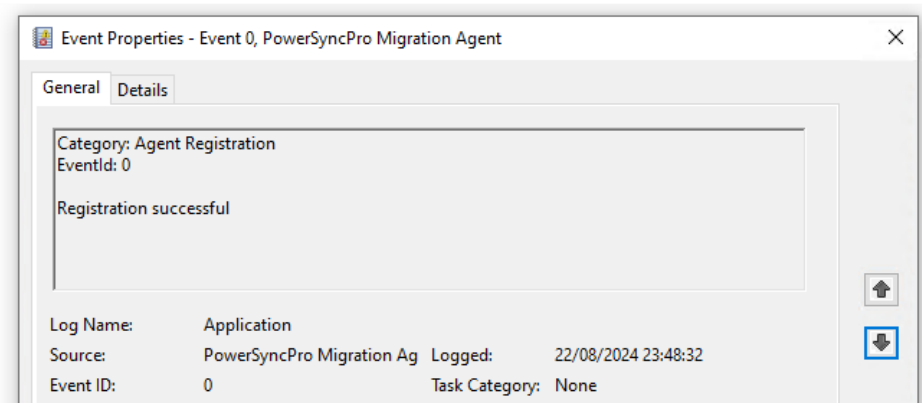 Event Properties - Event 0, PowerSyncPro Migration Agent
General Details
Category: Agent Registration
EventId: 0
Registration successful
Log Name: Application
Source: PowerSyncPro Migration Ag Logged: 22/08/2024 23:48:32
Event ID: 0 Task Category: None